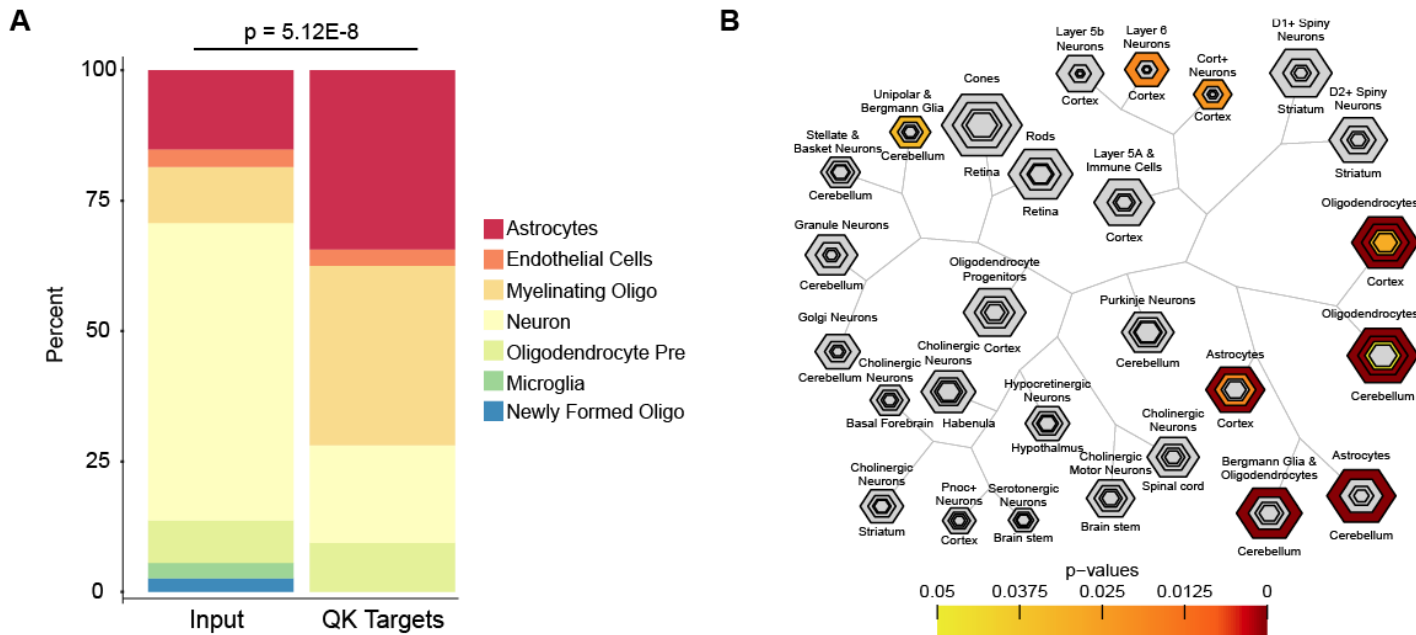 A
p = 5.12E-8
100
75
50
25
0
Percent
Input
QK Targets
Astrocytes
Endothelial Cells
Myelinating Oligo
Neuron
Oligodendrocyte Pre
Microglia
Newly Formed Oligo
B
Layer 5b
Neurons
Cortex
Layer 6
Neurons
Cortex
Cort+
Neurons
Cortex
D1+ Spiny
Neurons
Striatum
D2+ Spiny
Neurons
Striatum
Cones
Retina
Unipolar &
Bergmann Glia
Cerebellum
Stellate &
Basket Neurons
Cerebellum
Rods
Retina
Layer 5A &
Immune Cells
Cortex
Oligodendrocytes
Cortex
Granule Neurons
Cerebellum
Oligodendrocyte
Progenitors
Cortex
Purkinje Neurons
Cerebellum
Oligodendrocytes
Cerebellum
Golgi Neurons
Cerebellum
Cholinergic
Neurons
Basal Forebrain
Cholinergic
Neurons
Habenula
Hypocretinergic
Neurons
Hypothalmus
Astrocytes
Cortex
Cholinergic
Neurons
Spinal cord
Cholinergic
Motor Neurons
Brain stem
Bergmann Glia &
Oligodendrocytes
Cerebellum
Astrocytes
Cerebellum
Cholinergic
Neurons
Striatum
Pnoc+
Neurons
Cortex
Serotonergic
Neurons
Brain stem
p-values
0.05
0.0375
0.025
0.0125
0